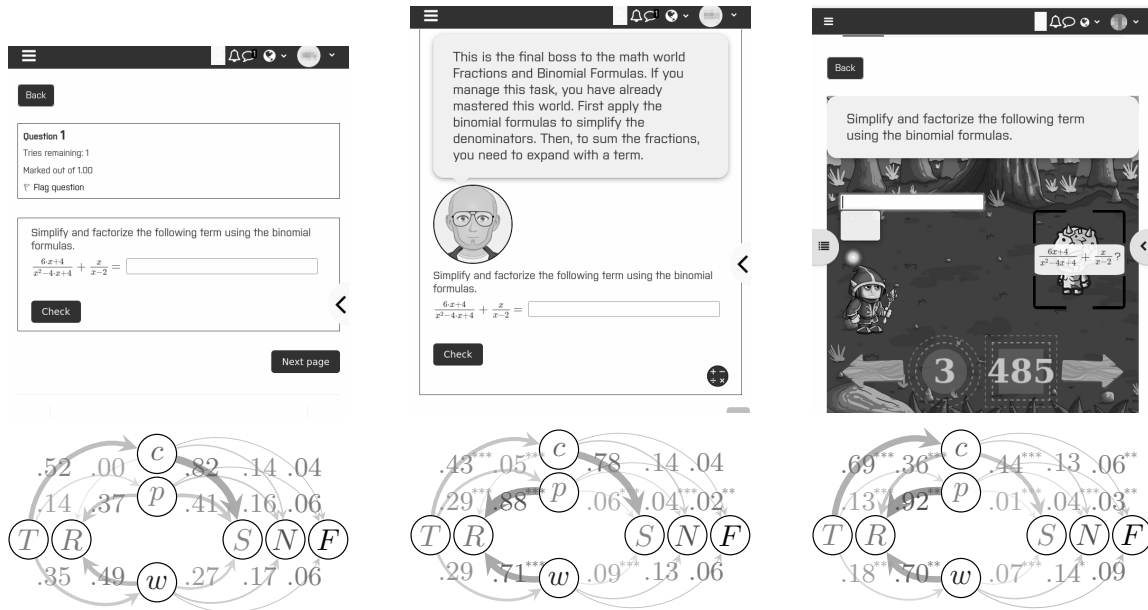 Back
Question 1
Tries remaining: 1
Marked out of 1.00
Flag question
Simplify and factorize the following term using the binomial
formulas.
6·x+4
x²−4·x+4
+
x
x−2
=
Check
Next page
.52 .00 c .82 .14 .04
.14 .37 p .41 .16 .06
T R S N F
.35 .49 w .27 .17 .06
This is the final boss to the math world
Fractions and Binomial Formulas. If you
manage this task, you have already
mastered this world. First apply the
binomial formulas to simplify the
denominators. Then, to sum the fractions,
you need to expand with a term.
Simplify and factorize the following term using the binomial
formulas.
6·x+4
x²−4·x+4
+
x
x−2
=
Check
+ −
÷ ×
.43*** .05*** c .78 .14 .04
.29*** .88*** p .06*** .04*** .02**
T R S N F
.29 .71*** w .09*** .13 .06
Back
Simplify and factorize the following term
using the binomial formulas.
6x+4
x²−4x+4
+
x
x−2
?
3 485
.69*** .36** c .44*** .13 .06**
.13** .92** p .01*** .04** .03**
T R S N F
.18** .70** w .07*** .14* .09